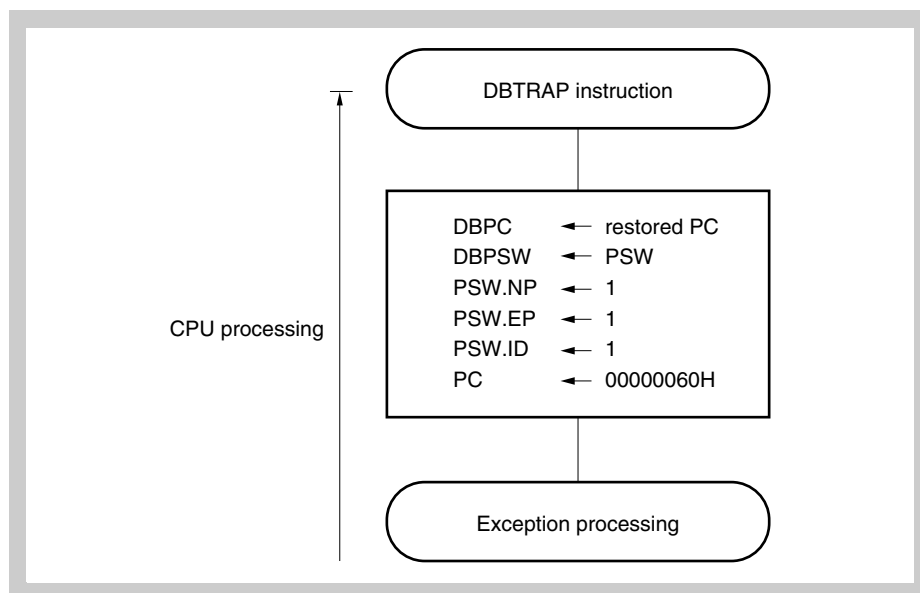 DBTRAP instruction
CPU processing
DBPC ← restored PC
DBPSW ← PSW
PSW.NP ← 1
PSW.EP ← 1
PSW.ID ← 1
PC ← 00000060H
Exception processing